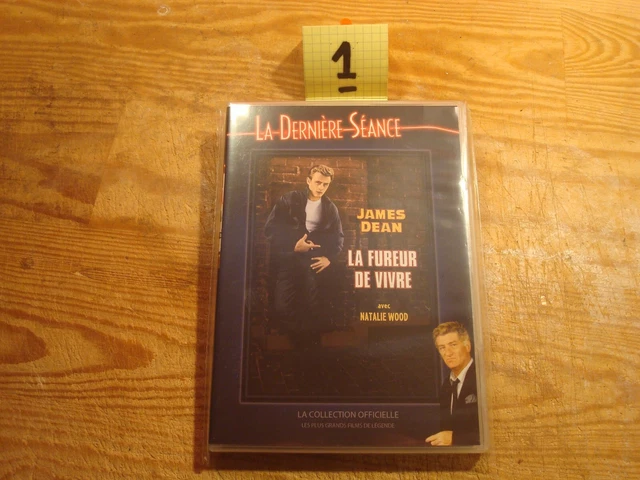 1
LA DERNIÈRE SÉANCE
JAMES
DEAN
LA FUREUR
DE VIVRE
avec
NATALIE WOOD
LA COLLECTION OFFICIELLE
LES PLUS GRANDS FILMS DE LÉGENDE